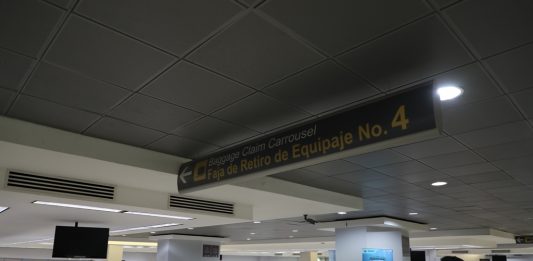 Baggage Claim Carrousel
Faja de Retiro de Equipaje No. 4